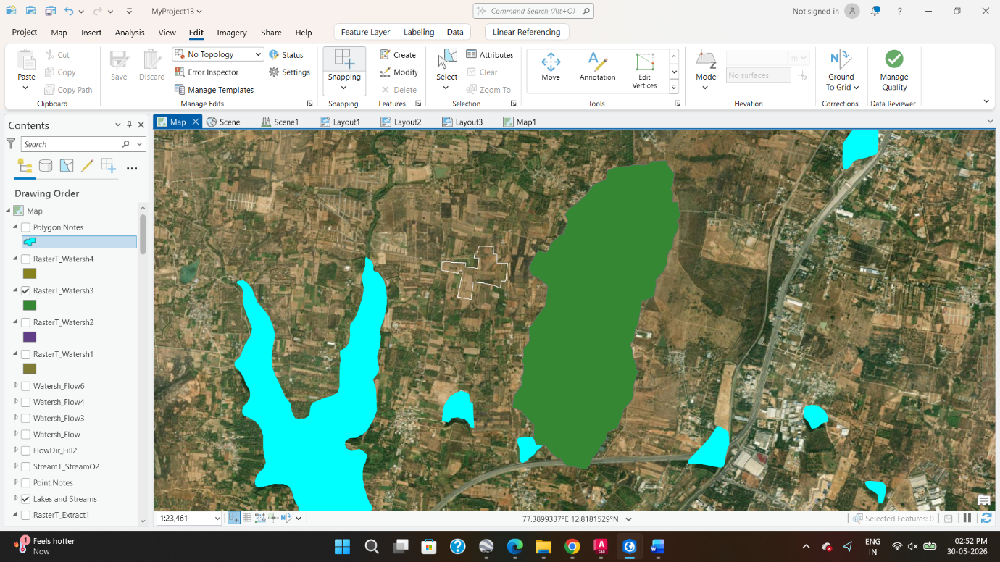 MyProject13
Command Search (Alt+Q)
Not signed in
?
Project Map Insert Analysis View Edit Imagery Share Help Feature Layer Labeling Data Linear Referencing
Paste
Cut
Copy
Copy Path
Clipboard
Save
Discard
No Topology
Error Inspector
Manage Templates
Status
Settings
Manage Edits
Snapping
Snapping
Create
Modify
Delete
Features
Select
Attributes
Clear
Zoom To
Selection
Move
Annotation
Edit
Vertices
Tools
Mode
m
No surfaces
Elevation
Ground
To Grid
Corrections
Manage
Quality
Data Reviewer
Contents
Search
Drawing Order
Map
Polygon Notes
RasterT_Watersh4
RasterT_Watersh3
RasterT_Watersh2
RasterT_Watersh1
Watersh_Flow6
Watersh_Flow4
Watersh_Flow3
Watersh_Flow
FlowDir_Fill2
StreamT_StreamO2
Point Notes
Lakes and Streams
RasterT_Extract1
Map Scene Scene1 Layout1 Layout2 Layout3 Map1
1:23,461
77.3899337°E 12.8181529°N
Selected Features: 0
1
Feels hotter
Now
ENG
IN
02:52 PM
30-05-2026